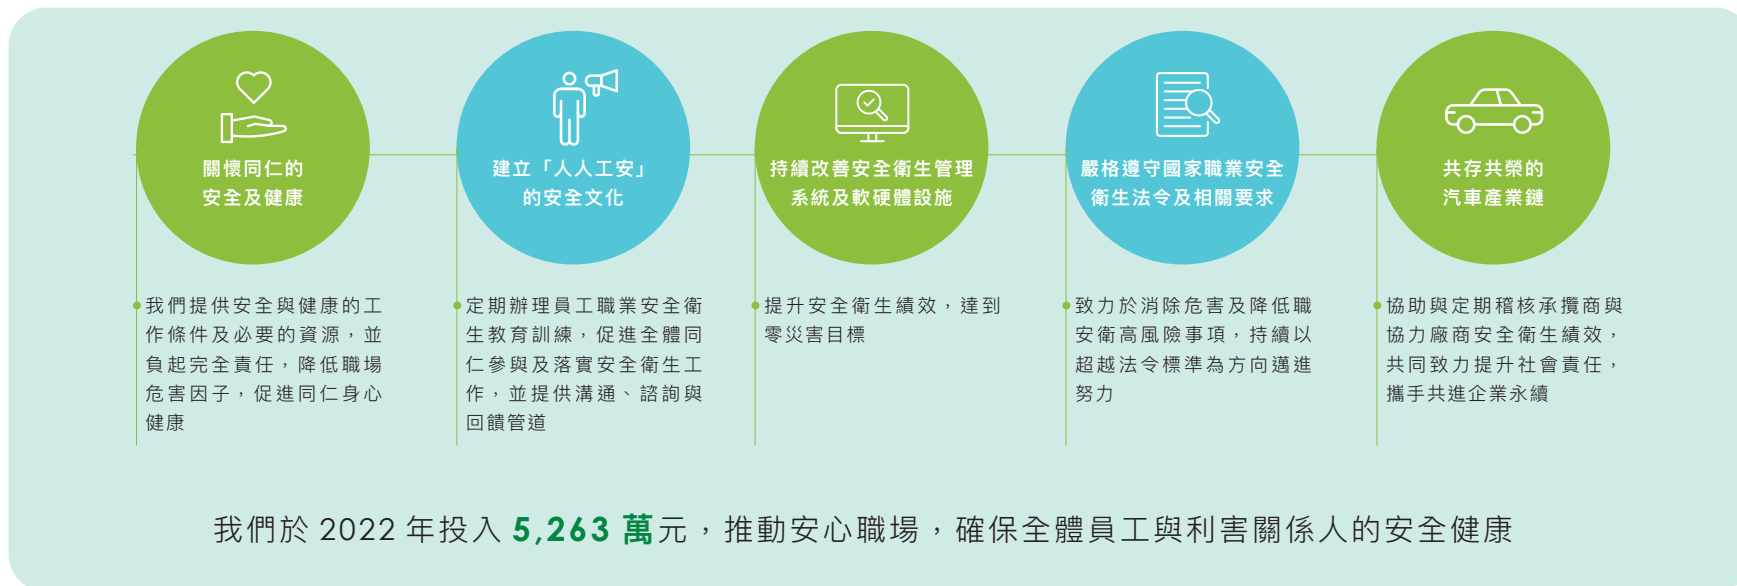 關懷同仁的
安全及健康
我們提供安全與健康的工
作條件及必要的資源，並
負起完全責任，降低職場
危害因子，促進同仁身心
健康
建立「人人工安」
的安全文化
定期辦理員工職業安全衛
生教育訓練，促進全體同
仁參與及落實安全衛生工
作，並提供溝通、諮詢與
回饋管道
持續改善安全衛生管理
系統及軟硬體設施
提升安全衛生績效，達到
零災害目標
嚴格遵守國家職業安全
衛生法令及相關要求
致力於消除危害及降低職
安衛高風險事項，持續以
超越法令標準為方向邁進
努力
共存共榮的
汽車產業鏈
協助與定期稽核承攬商與
協力廠商安全衛生績效，
共同致力提升社會責任，
攜手共進企業永續
我們於 2022 年投入 5,263 萬元，推動安心職場，確保全體員工與利害關係人的安全健康